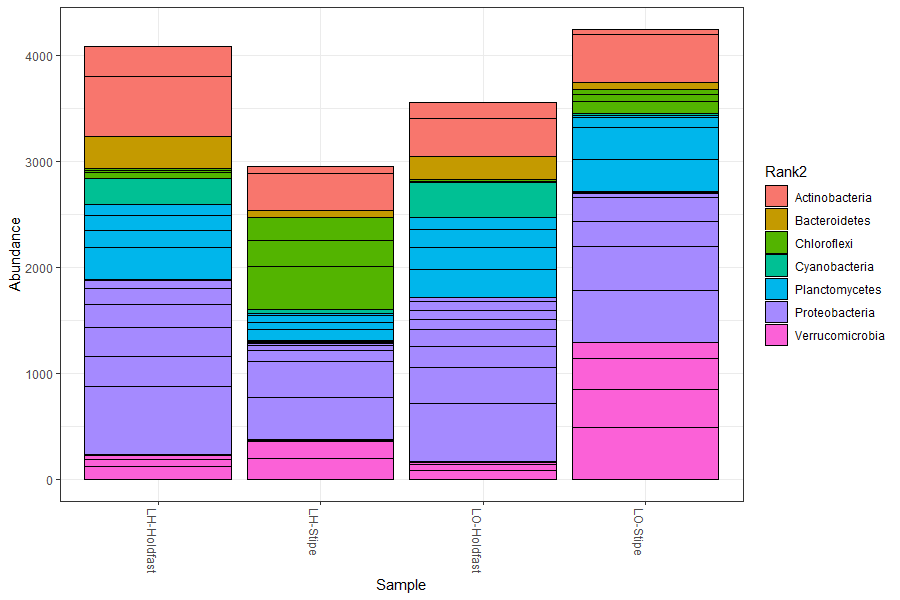 Abundance
4000
3000
2000
1000
0
LH-Holdfast
LH-Stipe
LO-Holdfast
LO-Stipe
Sample
Rank2
Actinobacteria
Bacteroidetes
Chloroflexi
Cyanobacteria
Planctomycetes
Proteobacteria
Verrucomicrobia